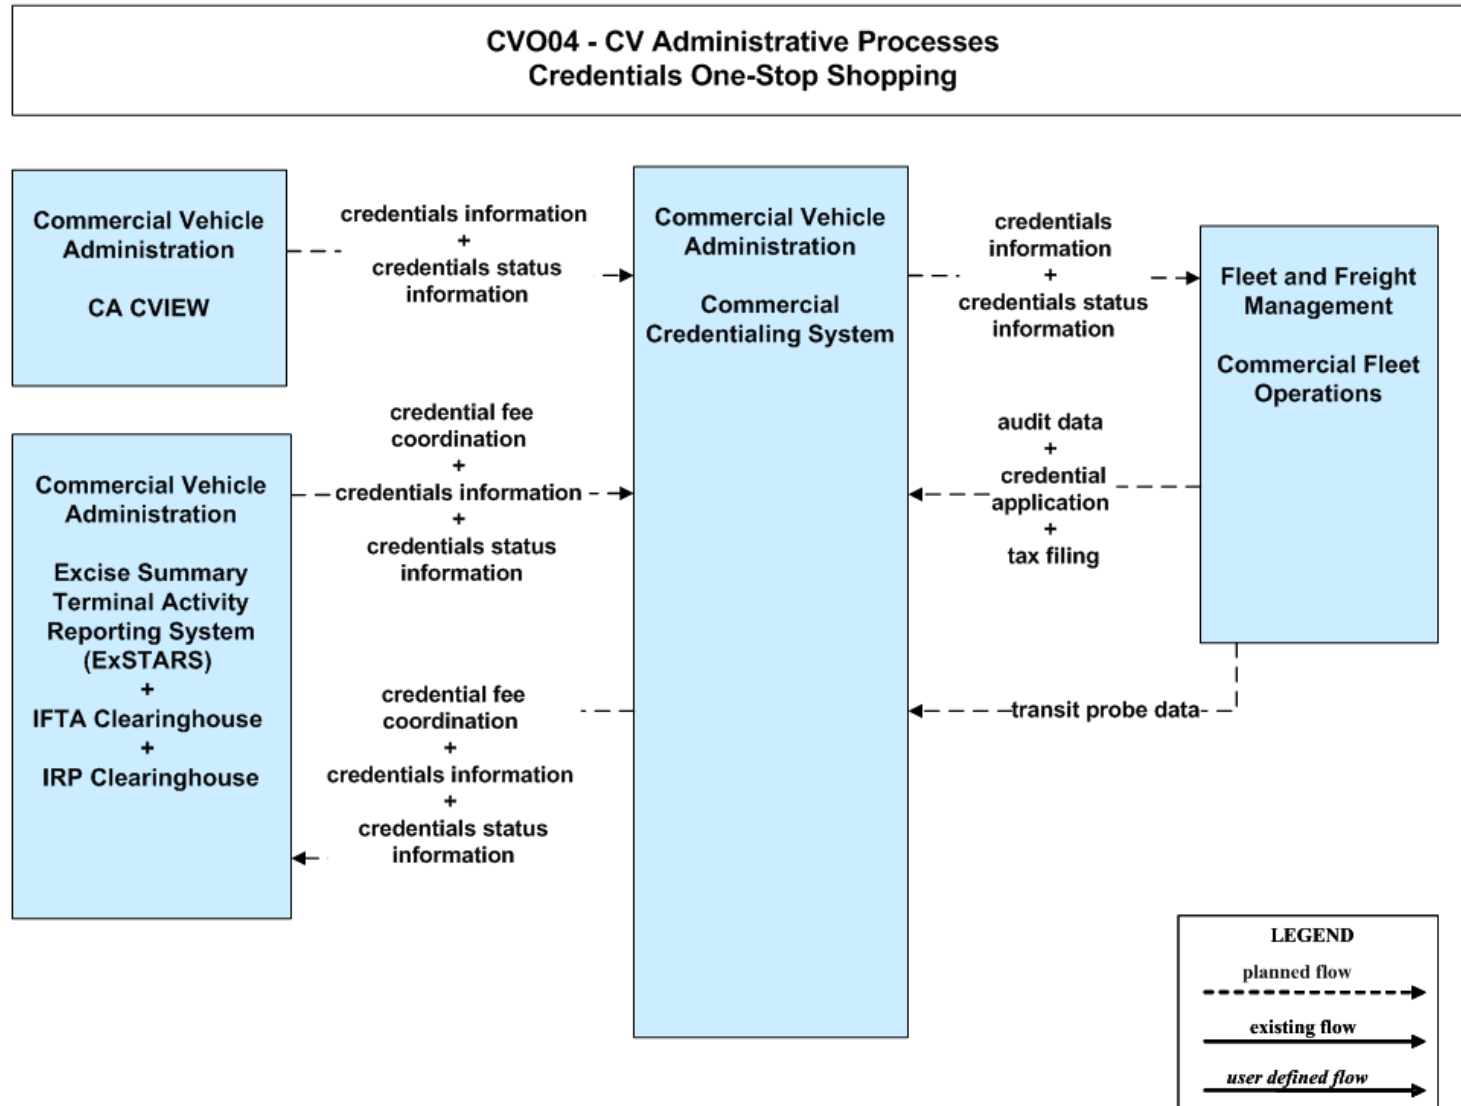 CVO04 - CV Administrative Processes
Credentials One-Stop Shopping
Commercial Vehicle
Administration
CA CVIEW
credentials information
+
credentials status
information
Commercial Vehicle
Administration
Commercial
Credentialing System
credentials
information
+
credentials status
information
Fleet and Freight
Management
Commercial Fleet
Operations
Commercial Vehicle
Administration
Excise Summary
Terminal Activity
Reporting System
(ExSTARS)
+
IFTA Clearinghouse
+
IRP Clearinghouse
credential fee
coordination
+
credentials information
+
credentials status
information
audit data
+
credential
application
+
tax filing
credential fee
coordination
+
credentials information
+
credentials status
information
transit probe data
LEGEND
planned flow
existing flow
user defined flow